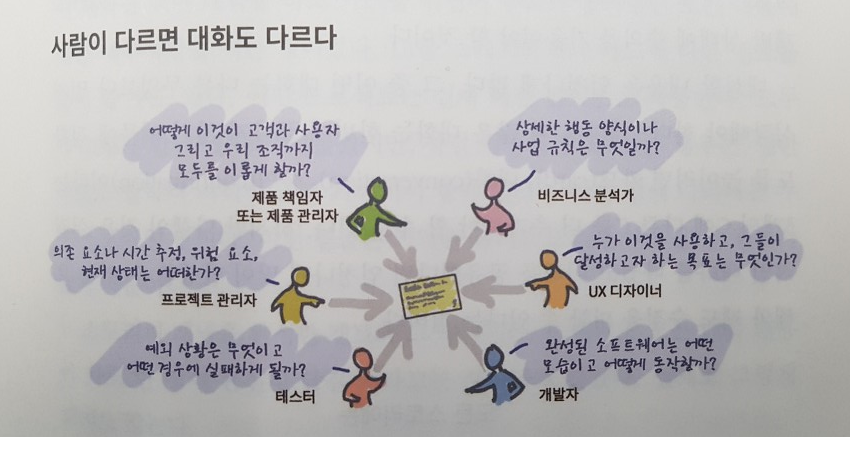 사람이 다르면 대화도 다르다
어떻게 이것이 고객과 사용자
그리고 우리 조직까지
모두를 이롭게 할까?
제품 책임자
또는 제품 관리자
상세한 행동 양식이나
사업 규칙은 무엇일까?
비즈니스 분석가
의존 요소나 시간 추정, 위험 요소,
현재 상태는 어떠한가?
프로젝트 관리자
누가 이것을 사용하고, 그들이
달성하고자 하는 목표는 무엇인가?
UX 디자이너
예외 상황은 무엇이고
어떤 경우에 실패하게 될까?
테스터
완성된 소프트웨어는 어떤
모습이고 어떻게 동작할까?
개발자